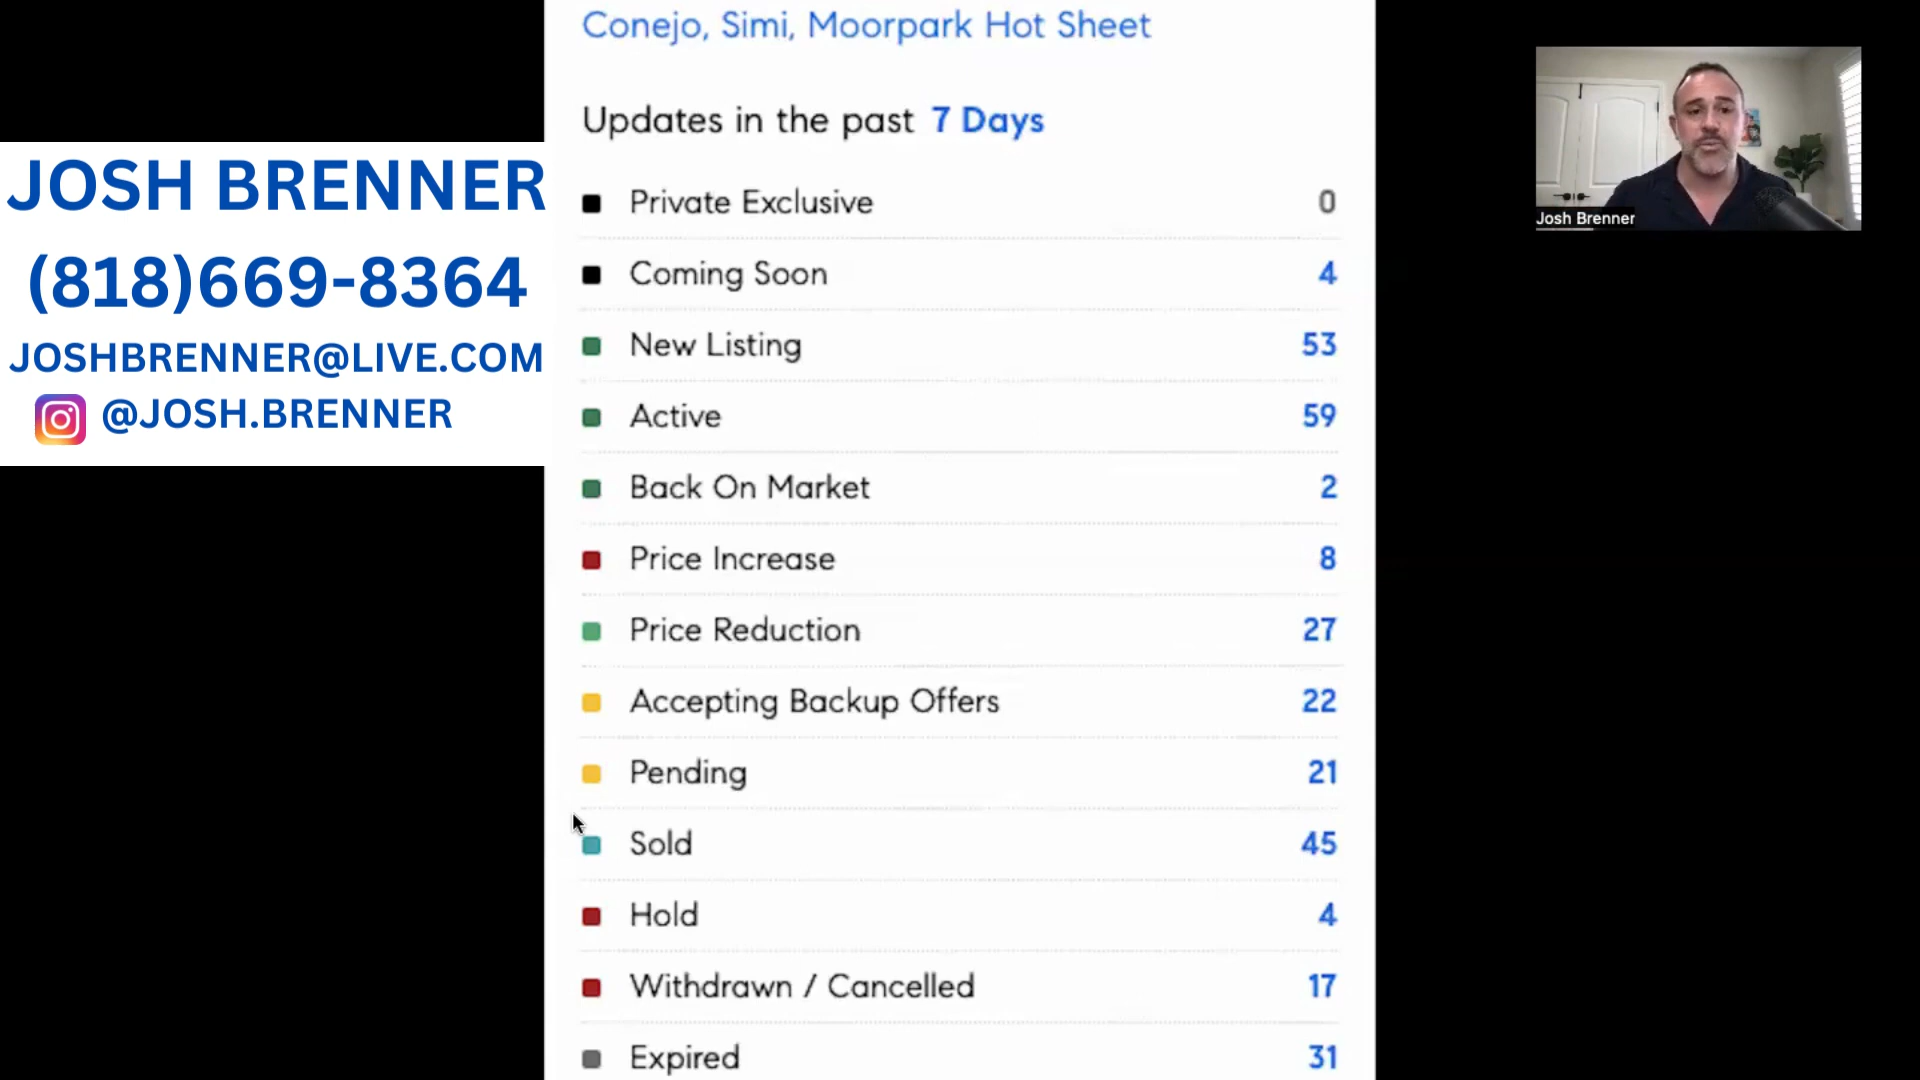 Conejo, Simi, Moorpark Hot Sheet
Updates in the past 7 Days
JOSH BRENNER
(818)669-8364
JOSHBRENNER@LIVE.COM
@JOSH.BRENNER
Private Exclusive 0
Coming Soon 4
New Listing 53
Active 59
Back On Market 2
Price Increase 8
Price Reduction 27
Accepting Backup Offers 22
Pending 21
Sold 45
Hold 4
Withdrawn / Cancelled 17
Expired 31
Josh Brenner